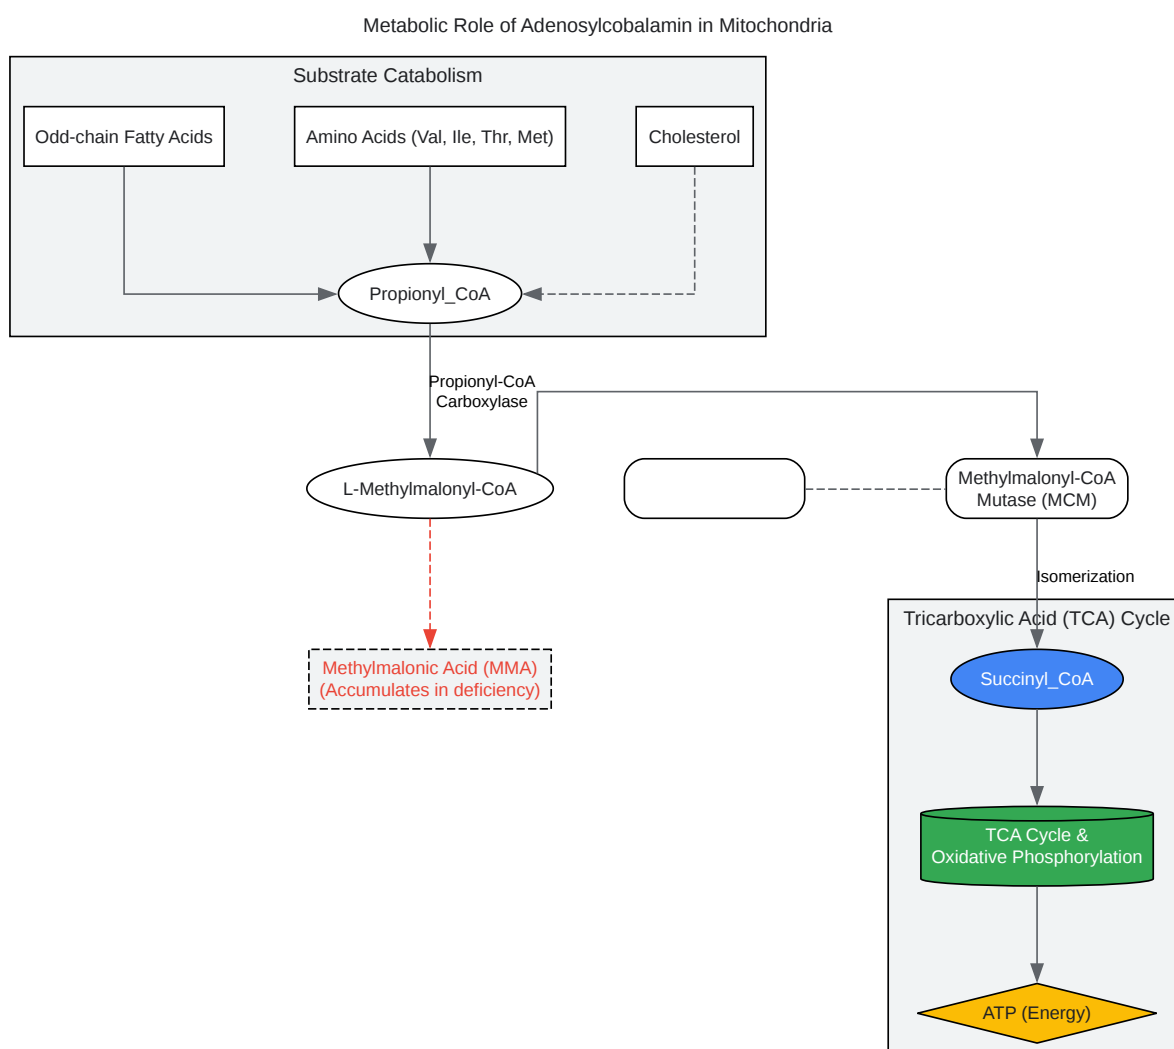 Metabolic Role of Adenosylcobalamin in Mitochondria
Substrate Catabolism
Odd-chain Fatty Acids
Amino Acids (Val, Ile, Thr, Met)
Cholesterol
Propionyl_CoA
Propionyl-CoA
Carboxylase
L-Methylmalonyl-CoA
Methylmalonyl-CoA
Mutase (MCM)
Isomerization
Tricarboxylic Acid (TCA) Cycle
Methylmalonic Acid (MMA)
(Accumulates in deficiency)
Succinyl_CoA
TCA Cycle &
Oxidative Phosphorylation
ATP (Energy)